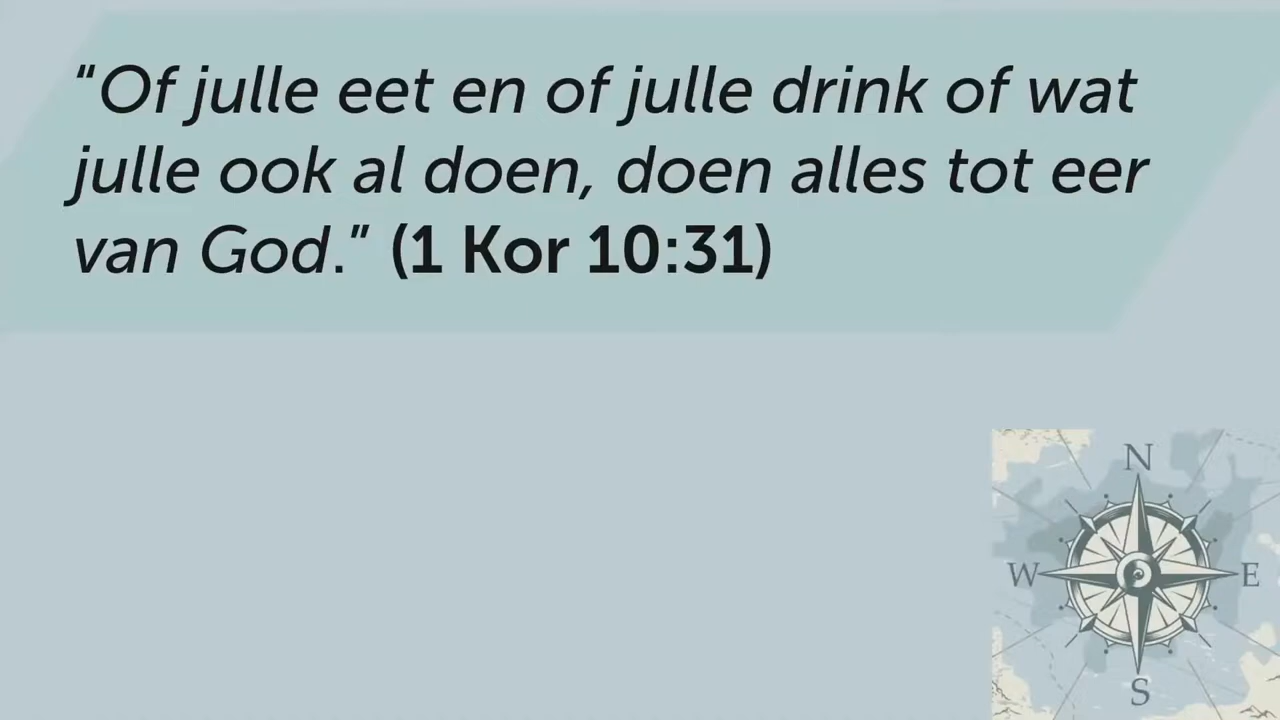 “Of julle eet en of julle drink of wat
julle ook al doen, doen alles tot eer
van God.” (1 Kor 10:31)
N
W E
S